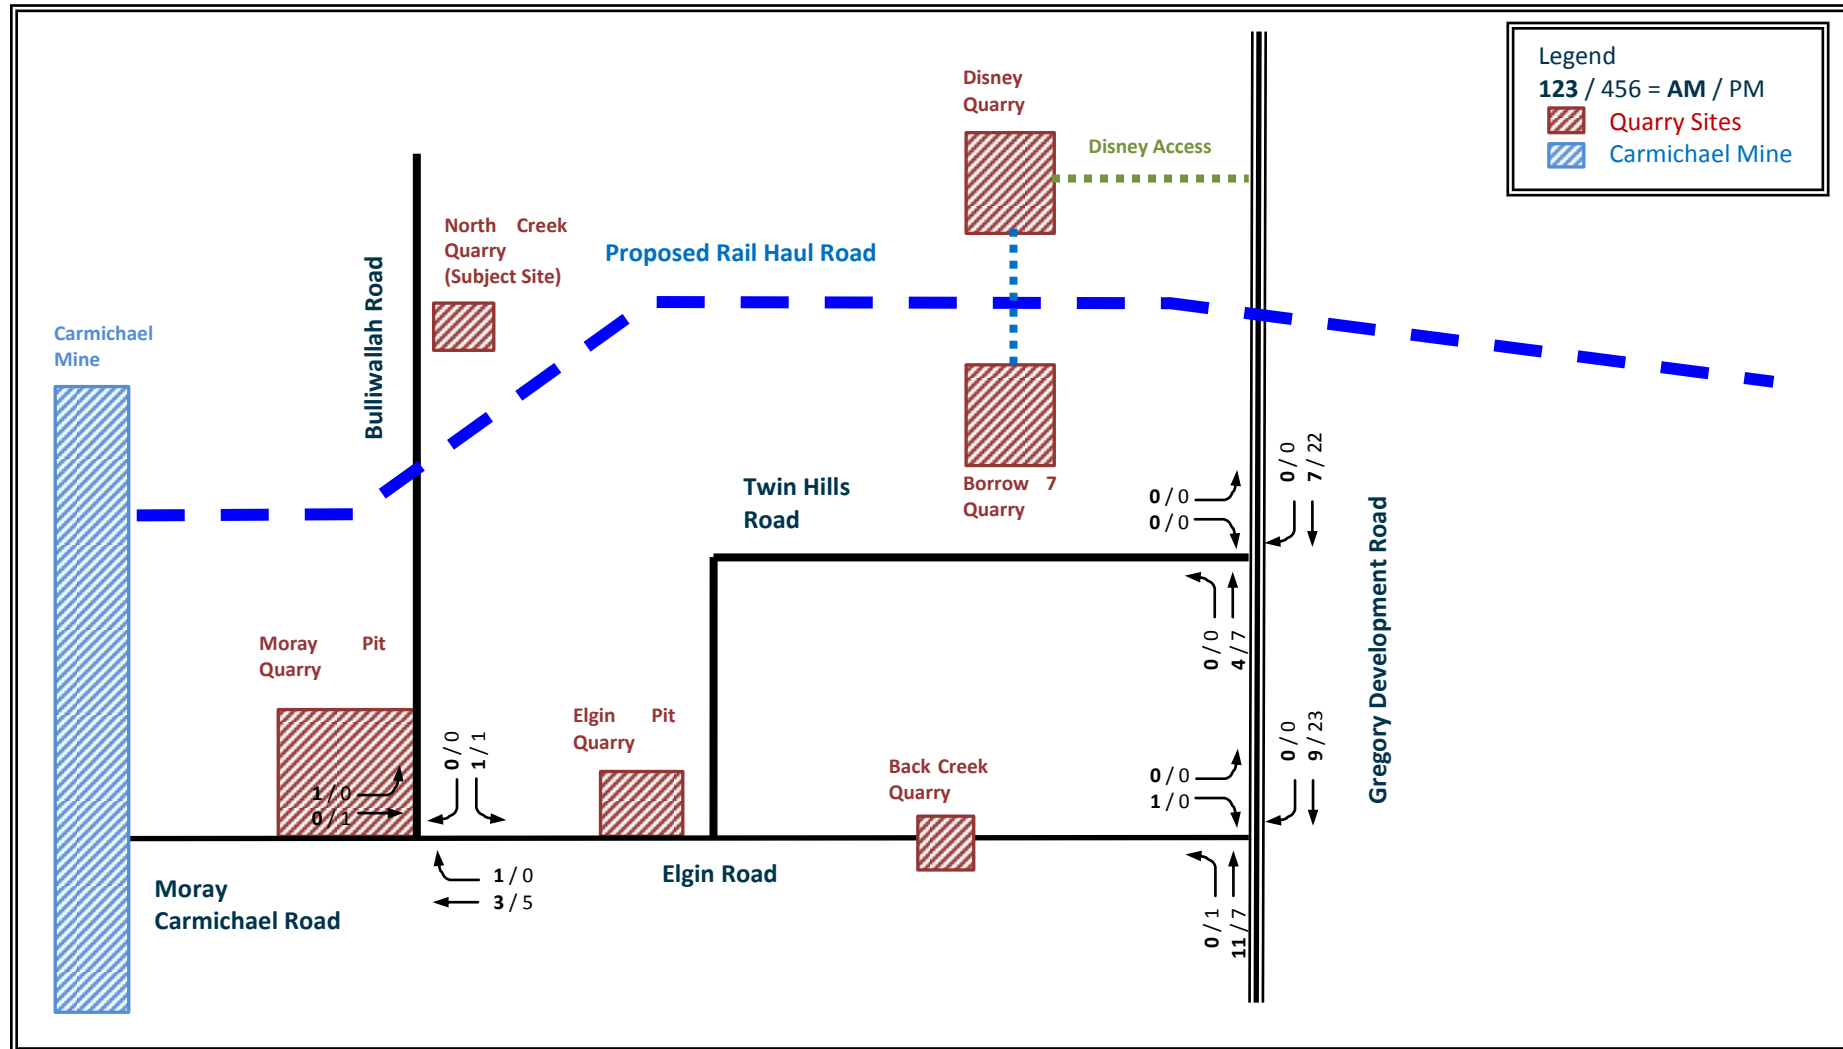 Legend
123 / 456 = AM / PM
Quarry Sites
Carmichael Mine
Disney
Quarry
Disney Access
North Creek
Quarry
(Subject Site)
Proposed Rail Haul Road
Bulliwallah Road
Carmichael
Mine
Twin Hills
Road
Borrow 7
Quarry
0 / 0
0 / 0
0 / 0
7 / 22
0 / 0
4 / 7
Gregory Development Road
Moray Pit
Quarry
1 / 0
0 / 1
0 / 0
1 / 1
Elgin Pit
Quarry
Back Creek
Quarry
0 / 0
1 / 0
0 / 0
9 / 23
1 / 0
3 / 5
0 / 1
11 / 7
Elgin Road
Moray
Carmichael Road